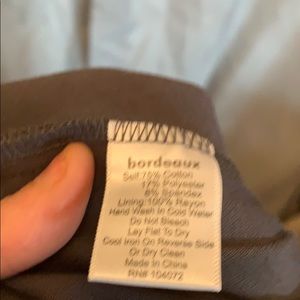 bordeaux
Self 75% Cotton
17% Polyester
8% Spandex
Lining 100% Rayon
Hand Wash In Cold Water
Do Not Bleach
Lay Flat To Dry
Cool Iron On Reverse Side
Or Dry Clean
Made In China
RN# 104072